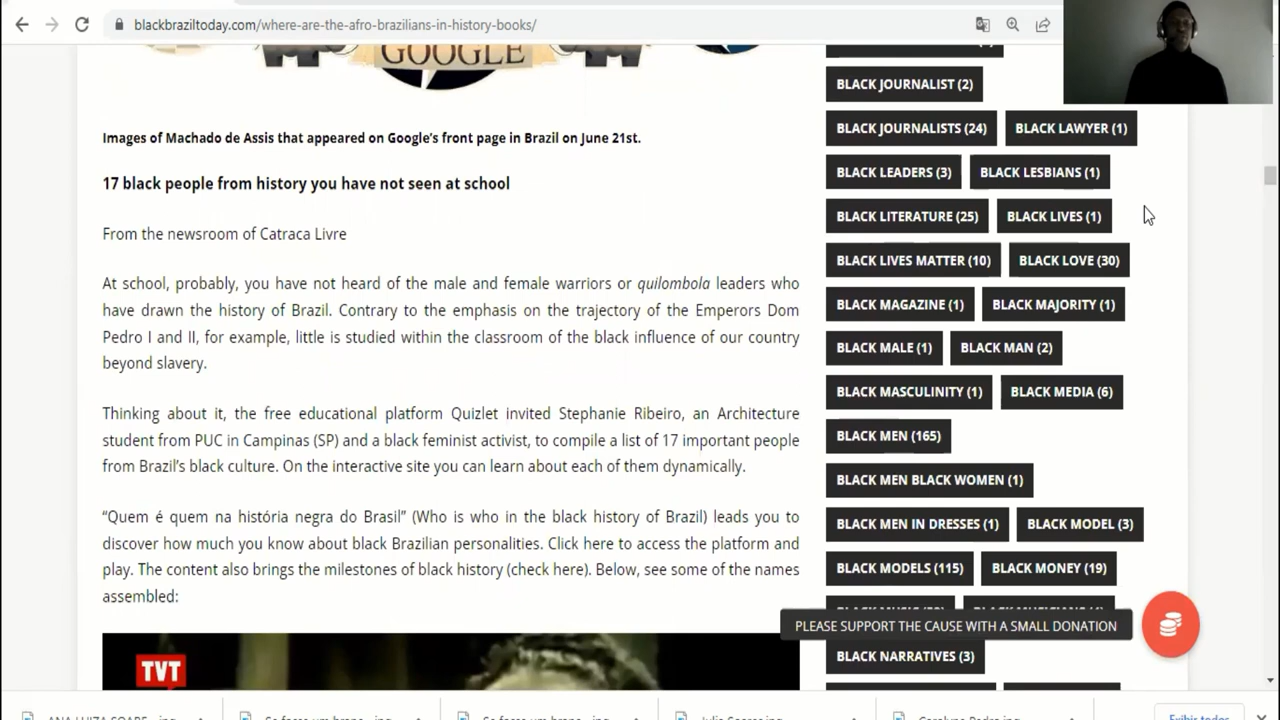 blackbraziltoday.com/where-are-the-afro-brazilians-in-history-books/
GOOGLE
Images of Machado de Assis that appeared on Google's front page in Brazil on June 21st.
17 black people from history you have not seen at school
From the newsroom of Catraca Livre
At school, probably, you have not heard of the male and female warriors or quilombola leaders who
have drawn the history of Brazil. Contrary to the emphasis on the trajectory of the Emperors Dom
Pedro I and II, for example, little is studied within the classroom of the black influence of our country
beyond slavery.
Thinking about it, the free educational platform Quizlet invited Stephanie Ribeiro, an Architecture
student from PUC in Campinas (SP) and a black feminist activist, to compile a list of 17 important people
from Brazil's black culture. On the interactive site you can learn about each of them dynamically.
“Quem é quem na história negra do Brasil” (Who is who in the black history of Brazil) leads you to
discover how much you know about black Brazilian personalities. Click here to access the platform and
play. The content also brings the milestones of black history (check here). Below, see some of the names
assembled:
TVT
BLACK JOURNALIST (2)
BLACK JOURNALISTS (24) BLACK LAWYER (1)
BLACK LEADERS (3) BLACK LESBIANS (1)
BLACK LITERATURE (25) BLACK LIVES (1)
BLACK LIVES MATTER (10) BLACK LOVE (30)
BLACK MAGAZINE (1) BLACK MAJORITY (1)
BLACK MALE (1) BLACK MAN (2)
BLACK MASCULINITY (1) BLACK MEDIA (6)
BLACK MEN (165)
BLACK MEN BLACK WOMEN (1)
BLACK MEN IN DRESSES (1) BLACK MODEL (3)
BLACK MODELS (115) BLACK MONEY (19)
PLEASE SUPPORT THE CAUSE WITH A SMALL DONATION
BLACK NARRATIVES (3)